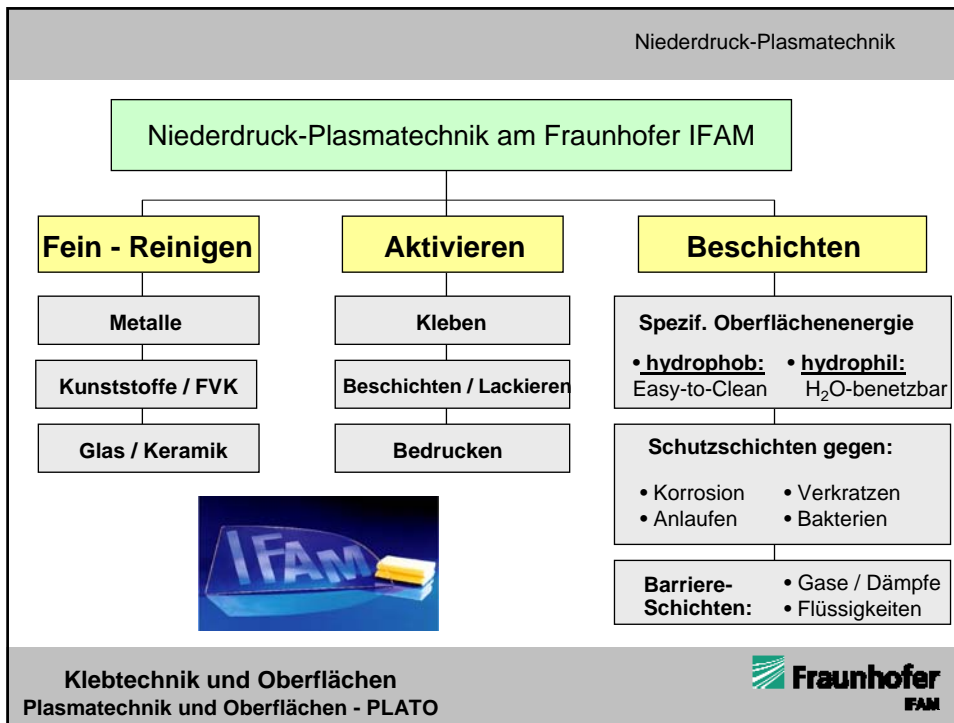 Niederdruck-Plasmatechnik
Niederdruck-Plasmatechnik am Fraunhofer IFAM
Fein - Reinigen
Metalle
Kunststoffe / FVK
Glas / Keramik
Aktivieren
Kleben
Beschichten / Lackieren
Bedrucken
Beschichten
Spezif. Oberflächenenergie
• hydrophob:
Easy-to-Clean
• hydrophil:
H₂O-benetzbar
Schutzschichten gegen:
• Korrosion
• Anlaufen
• Verkratzen
• Bakterien
Barriere-
Schichten:
• Gase / Dämpfe
• Flüssigkeiten
IFAM
Klebtechnik und Oberflächen
Plasmatechnik und Oberflächen - PLATO
Fraunhofer
IFAM